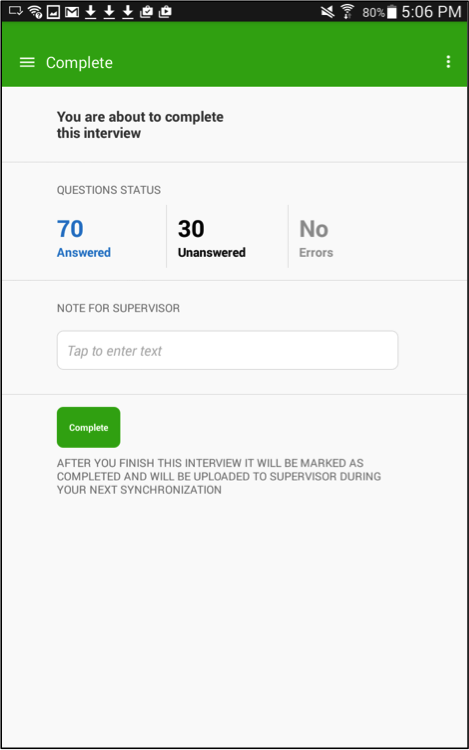 80% 5:06 PM
Complete
You are about to complete
this interview
QUESTIONS STATUS
70 30 No
Answered Unanswered Errors
NOTE FOR SUPERVISOR
Tap to enter text
Complete
AFTER YOU FINISH THIS INTERVIEW IT WILL BE MARKED AS
COMPLETED AND WILL BE UPLOADED TO SUPERVISOR DURING
YOUR NEXT SYNCHRONIZATION